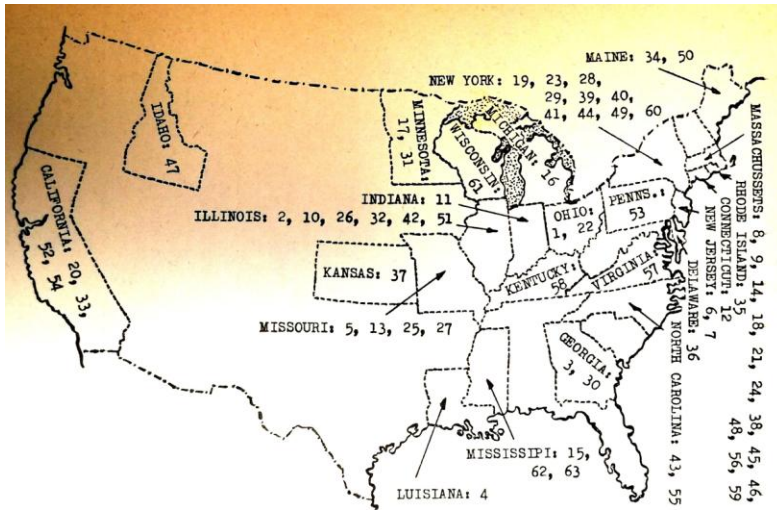 MAINE: 34, 50
NEW YORK: 19, 23, 28,
29, 39, 40,
41, 44, 49, 60
MASSACHUSSETS: 8, 9, 14, 18, 21, 24, 38, 45, 46,
48, 56, 59
RHODE ISLAND: 35
CONNECTICUT: 12
NEW JERSEY: 6, 7
DELAWARE: 36
NORTH CAROLINA: 43, 55
IDAHO: 47
MINNESOTA:
17, 31
WISCONSIN:
61
MICHIGAN: 16
CALIFORNIA: 20, 33,
52, 54
INDIANA: 11
ILLINOIS: 2, 10, 26, 32, 42, 51
OHIO:
1, 22
PENNS.:
53
KANSAS: 37
KENTUCKY:
58
VIRGINIA:
57
MISSOURI: 5, 13, 25, 27
GEORGIA:
3, 30
MISSISSIPI: 15,
62, 63
LUISIANA: 4